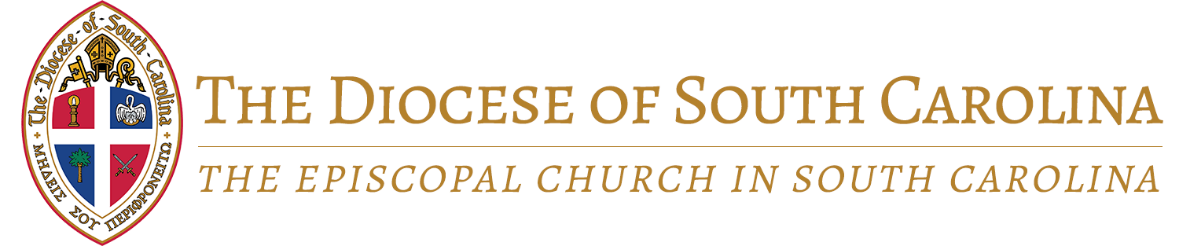 The · Diocese · of · South · Carolina
ΜΗΔΕΙΣ ΣΟΥ ΠΕΡΙΦΡΟΝΕΙΤΩ
THE DIOCESE OF SOUTH CAROLINA
THE EPISCOPAL CHURCH IN SOUTH CAROLINA